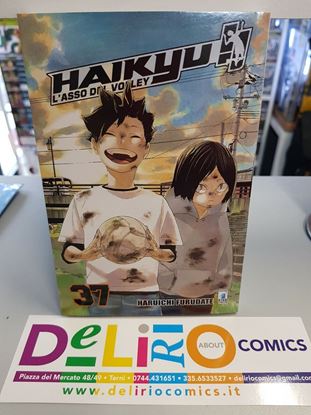 HAIKYU!!
L'ASSO DEL VOLLEY
37
HARUICHI FURUDATE
DeLiRiO ABOUT COMICS
Piazza del Mercato 48/49 • Terni • 0744.431651 • 335.6533527 • deliriocomics@gmail.com
www.deliriocomics.it